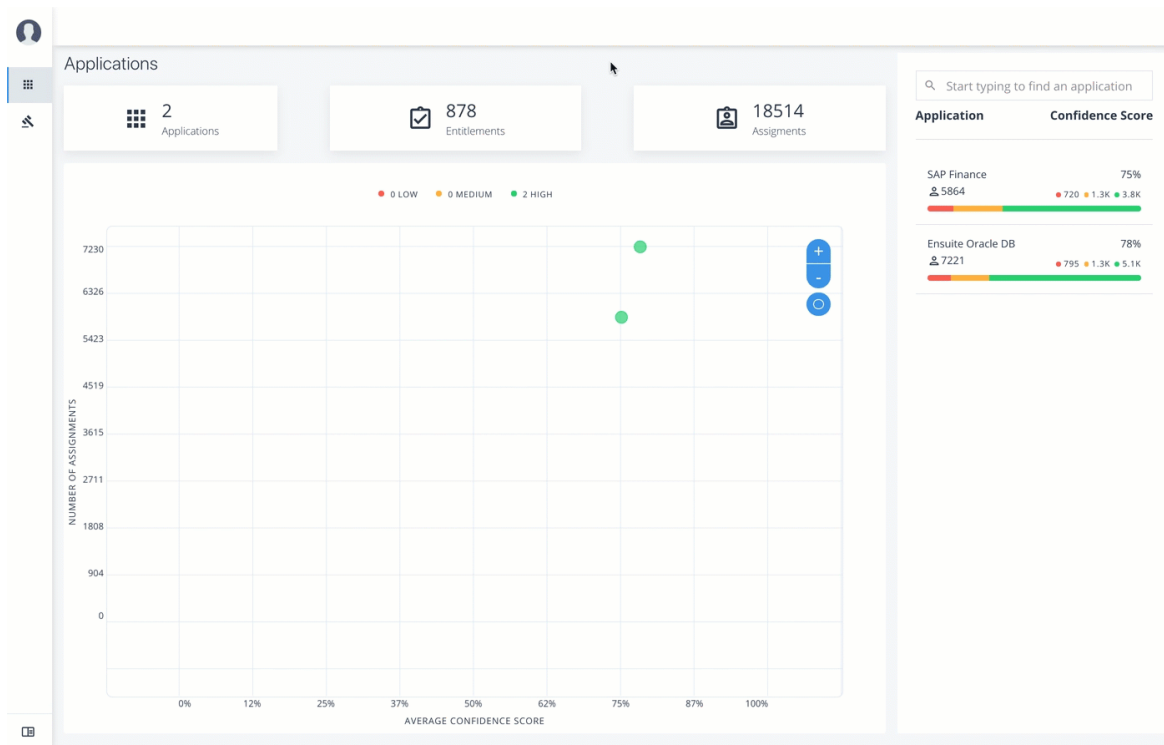 Applications
2
Applications
878
Entitlements
18514
Assigments
0 LOW 0 MEDIUM 2 HIGH
7230
6326
5423
4519
3615
2711
1808
904
0
NUMBER OF ASSIGNMENTS
+
-
0% 12% 25% 37% 50% 62% 75% 87% 100%
AVERAGE CONFIDENCE SCORE
Start typing to find an application
Application Confidence Score
SAP Finance 75%
5864 720 1.3K 3.8K
Ensuite Oracle DB 78%
7221 795 1.3K 5.1K